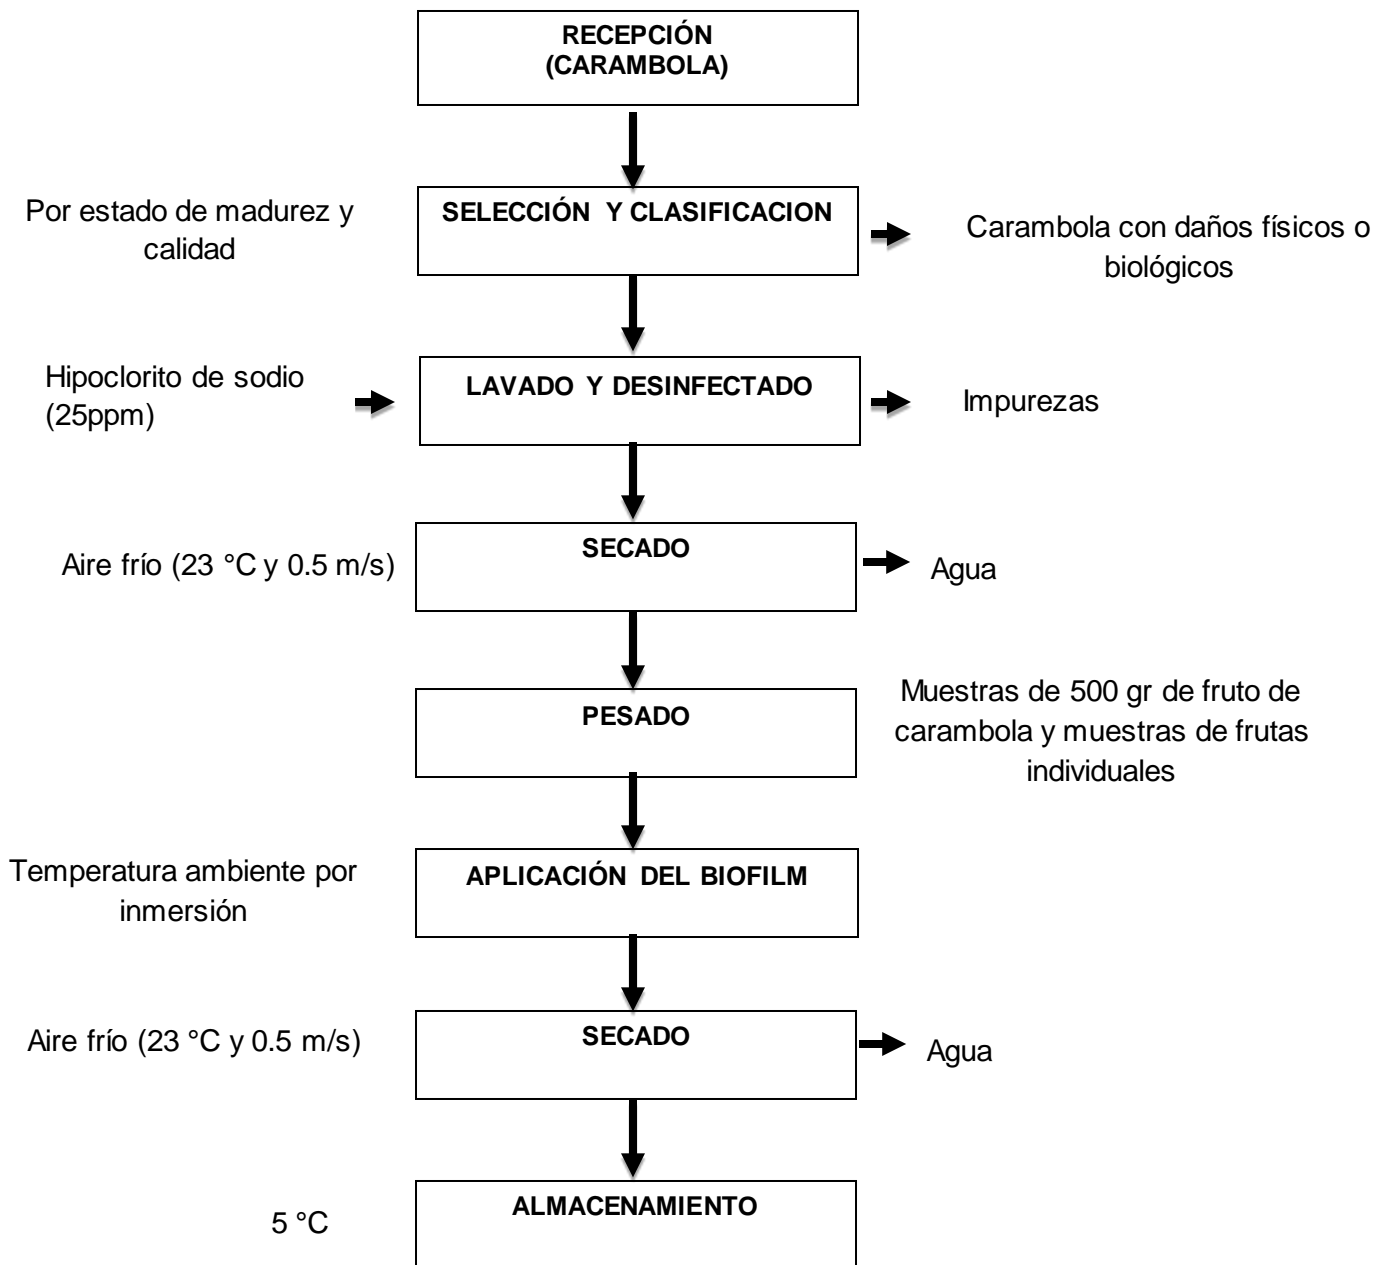 RECEPCIÓN
(CARAMBOLA)
Por estado de madurez y
calidad
SELECCIÓN Y CLASIFICACION
Carambola con daños físicos o
biológicos
Hipoclorito de sodio
(25ppm)
LAVADO Y DESINFECTADO
Impurezas
Aire frío (23 °C y 0.5 m/s)
SECADO
Agua
PESADO
Muestras de 500 gr de fruto de
carambola y muestras de frutas
individuales
Temperatura ambiente por
inmersión
APLICACIÓN DEL BIOFILM
Aire frío (23 °C y 0.5 m/s)
SECADO
Agua
5 °C
ALMACENAMIENTO